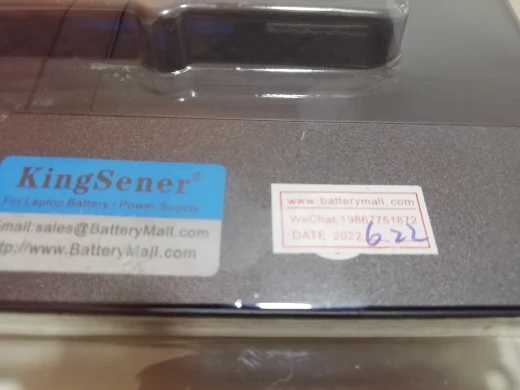 KingSener®
For Laptop Battery / Power Supply
Email:sales@BatteryMall.com
http://www.BatteryMall.com
www.batterymall.com
WeChat 19867751872
DATE 2022 6.22